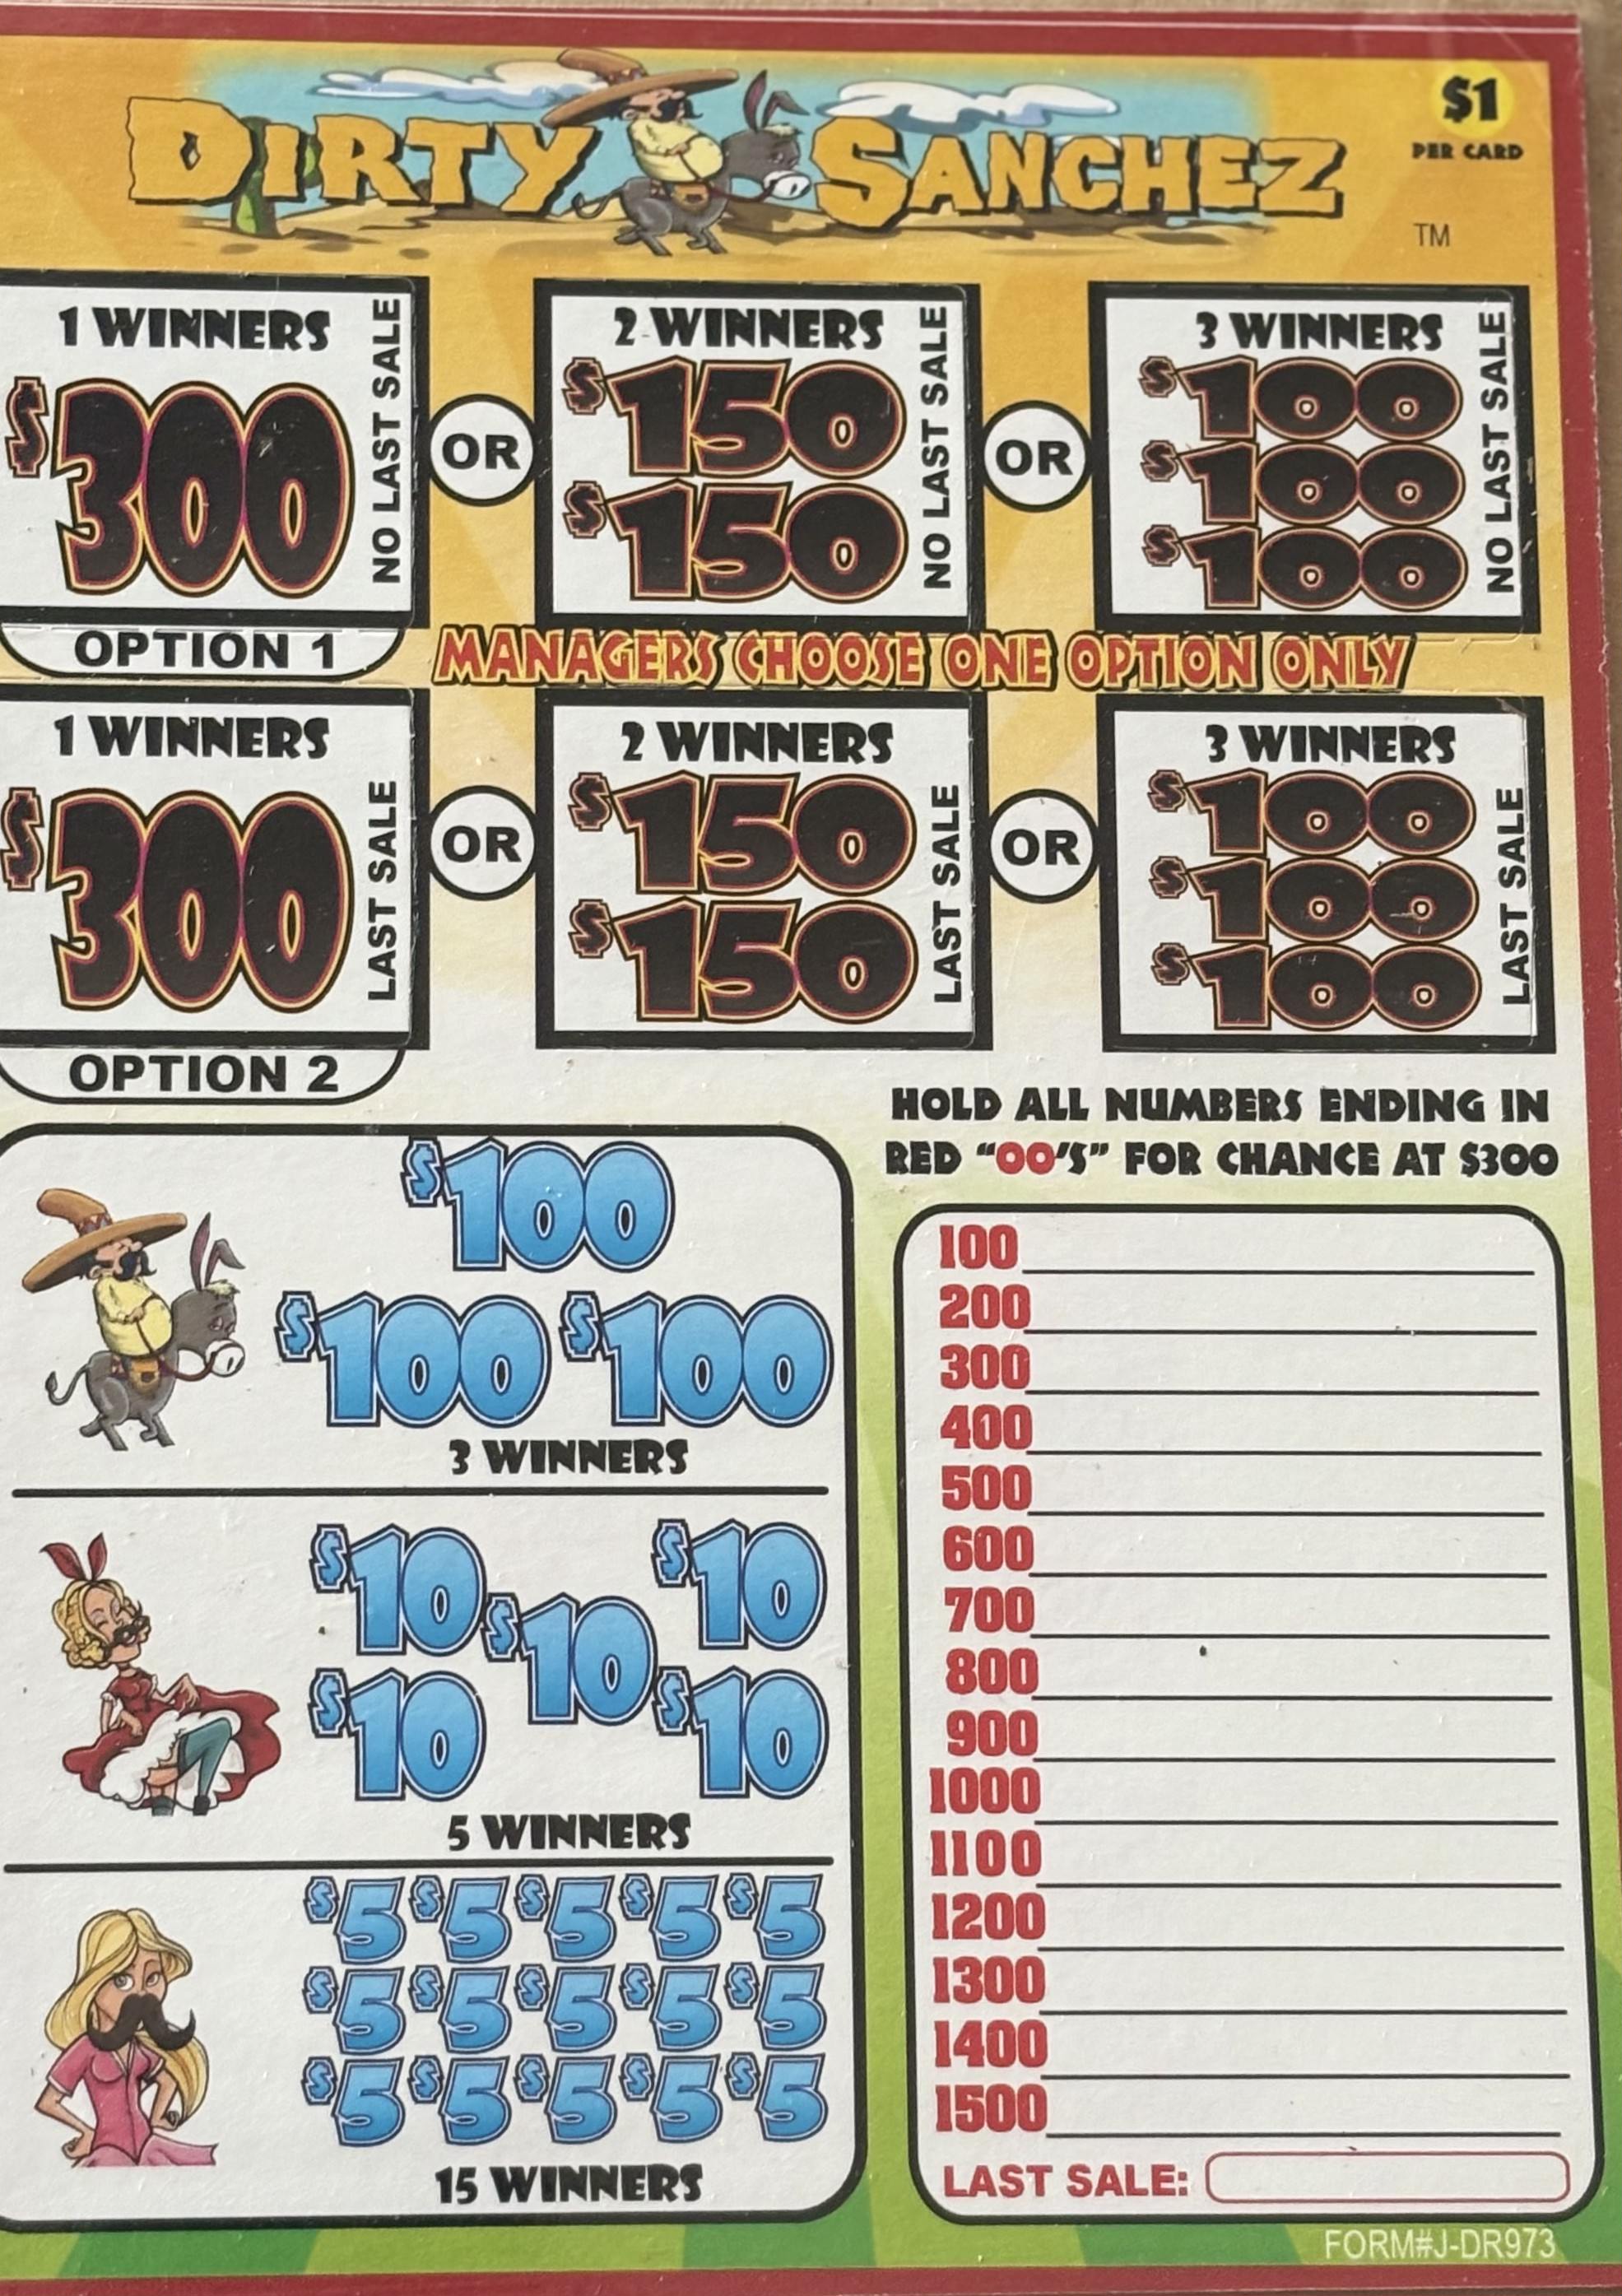 DIRTY SANCHEZ
TM
$1
PER CARD
1 WINNERS
$300
NO LAST SALE
OR
2 WINNERS
$150
$150
NO LAST SALE
OR
3 WINNERS
$100
$100
$100
NO LAST SALE
OPTION 1
MANAGERS CHOOSE ONE OPTION ONLY
1 WINNERS
$300
LAST SALE
OR
2 WINNERS
$150
$150
LAST SALE
OR
3 WINNERS
$100
$100
$100
LAST SALE
OPTION 2
HOLD ALL NUMBERS ENDING IN
RED "00'S" FOR CHANCE AT $300
$100
$100 $100
3 WINNERS
$10 $10 $10
$10 $10
5 WINNERS
$5 $5 $5 $5 $5
$5 $5 $5 $5 $5
$5 $5 $5 $5 $5
15 WINNERS
100
200
300
400
500
600
700
800
900
1000
1100
1200
1300
1400
1500
LAST SALE:
FORM#J-DR973